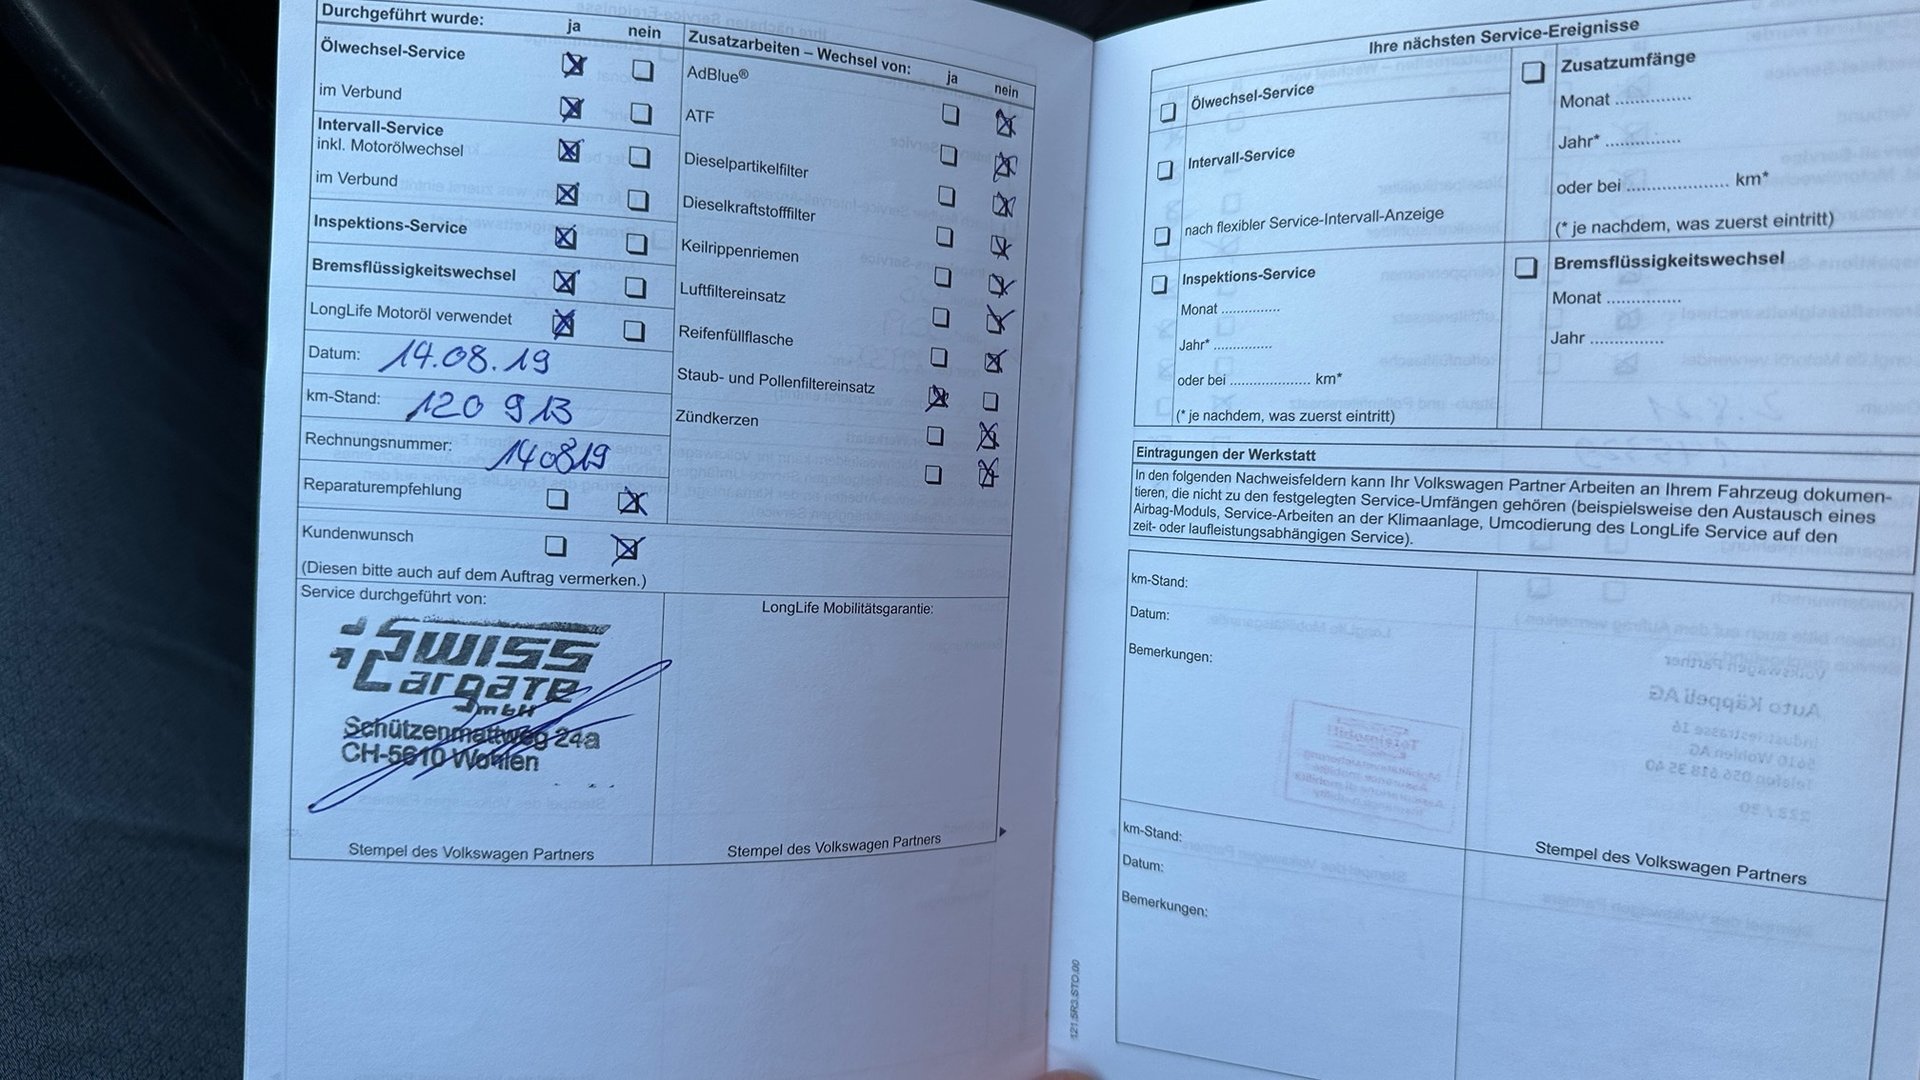 Durchgeführt wurde: ja nein
Ölwechsel-Service
im Verbund
Intervall-Service
inkl. Motorölwechsel
im Verbund
Inspektions-Service
Bremsflüssigkeitswechsel
LongLife Motoröl verwendet
Datum: 14.08.19
km-Stand: 120 913
Rechnungsnummer: 140819
Reparaturempfehlung
Kundenwunsch
(Diesen bitte auch auf dem Auftrag vermerken.)
Zusatzarbeiten – Wechsel von: ja nein
AdBlue®
ATF
Dieselpartikelfilter
Dieselkraftstofffilter
Keilrippenriemen
Luftfiltereinsatz
Reifenfüllflasche
Staub- und Pollenfiltereinsatz
Zündkerzen
Service durchgeführt von:
Swiss
Cargate
GmbH
Schützenmattweg 24a
CH-5610 Wohlen
Stempel des Volkswagen Partners
LongLife Mobilitätsgarantie:
Stempel des Volkswagen Partners
Ihre nächsten Service-Ereignisse
Ölwechsel-Service
Intervall-Service
nach flexibler Service-Intervall-Anzeige
Inspektions-Service
Monat ...............
Jahr* ...............
oder bei .................... km*
(* je nachdem, was zuerst eintritt)
Zusatzumfänge
Monat ...............
Jahr* ...............
oder bei .................... km*
(* je nachdem, was zuerst eintritt)
Bremsflüssigkeitswechsel
Monat ...............
Jahr ...............
Eintragungen der Werkstatt
In den folgenden Nachweisfeldern kann Ihr Volkswagen Partner Arbeiten an Ihrem Fahrzeug dokumen-
tieren, die nicht zu den festgelegten Service-Umfängen gehören (beispielsweise den Austausch eines
Airbag-Moduls, Service-Arbeiten an der Klimaanlage, Umcodierung des LongLife Service auf den
zeit- oder laufleistungsabhängigen Service).
km-Stand:
Datum:
Bemerkungen:
Stempel des Volkswagen Partners
km-Stand:
Datum:
Bemerkungen:
121.5R3.STO.00